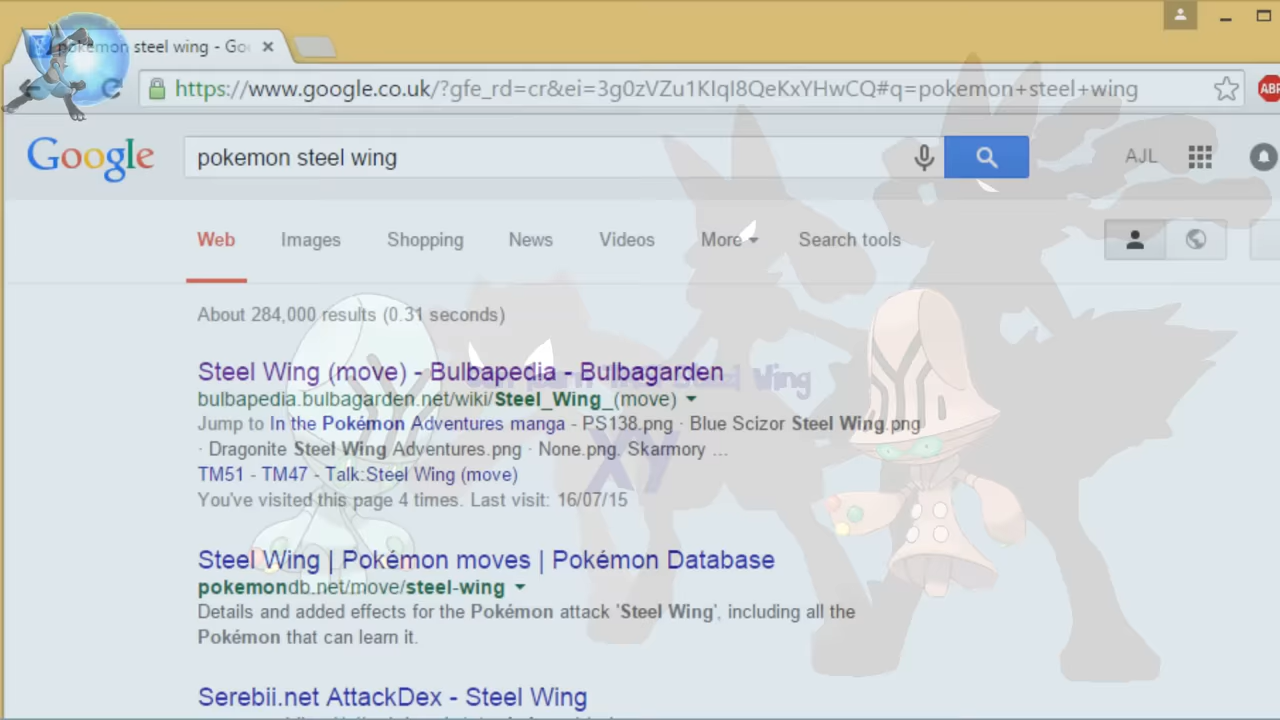 pokemon steel wing - Go
https://www.google.co.uk/?gfe_rd=cr&ei=3g0zVZu1KIqI8QeKxYHwCQ#q=pokemon+steel+wing
ABP
Google
pokemon steel wing
AJL
Web Images Shopping News Videos More Search tools
About 284,000 results (0.31 seconds)
Steel Wing (move) - Bulbapedia - Bulbagarden
Steel Wing
bulbapedia.bulbagarden.net/wiki/Steel_Wing_(move)
Jump to In the Pokémon Adventures manga - PS138.png · Blue Scizor Steel Wing.png
· Dragonite Steel Wing Adventures.png · None.png. Skarmory ...
XY
TM51 - TM47 - Talk:Steel Wing (move)
You've visited this page 4 times. Last visit: 16/07/15
Steel Wing | Pokémon moves | Pokémon Database
pokemondb.net/move/steel-wing
Details and added effects for the Pokémon attack 'Steel Wing', including all the
Pokémon that can learn it.
Serebii.net AttackDex - Steel Wing